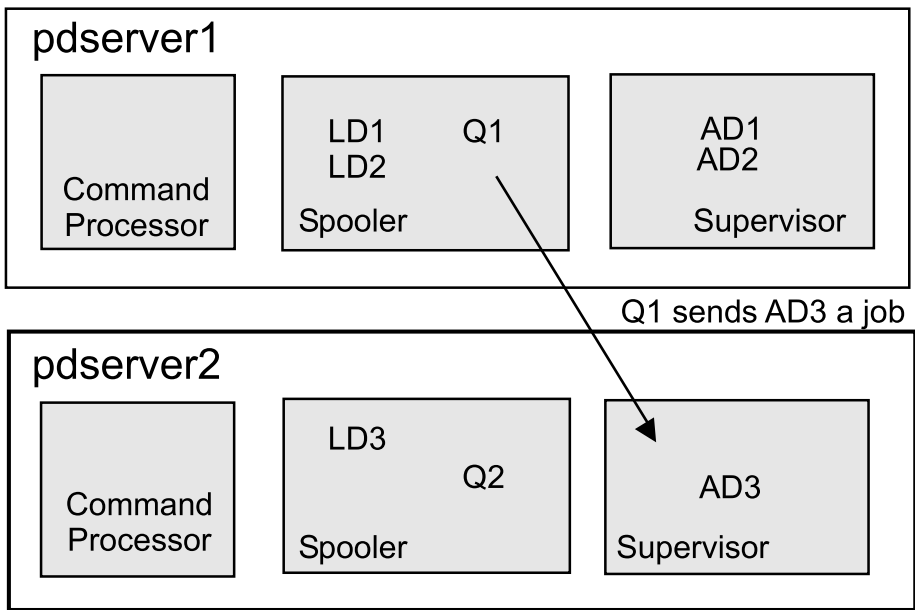 pdserver1
Command
Processor
LD1 Q1
LD2
Spooler
AD1
AD2
Supervisor
Q1 sends AD3 a job
pdserver2
Command
Processor
LD3
Q2
Spooler
AD3
Supervisor